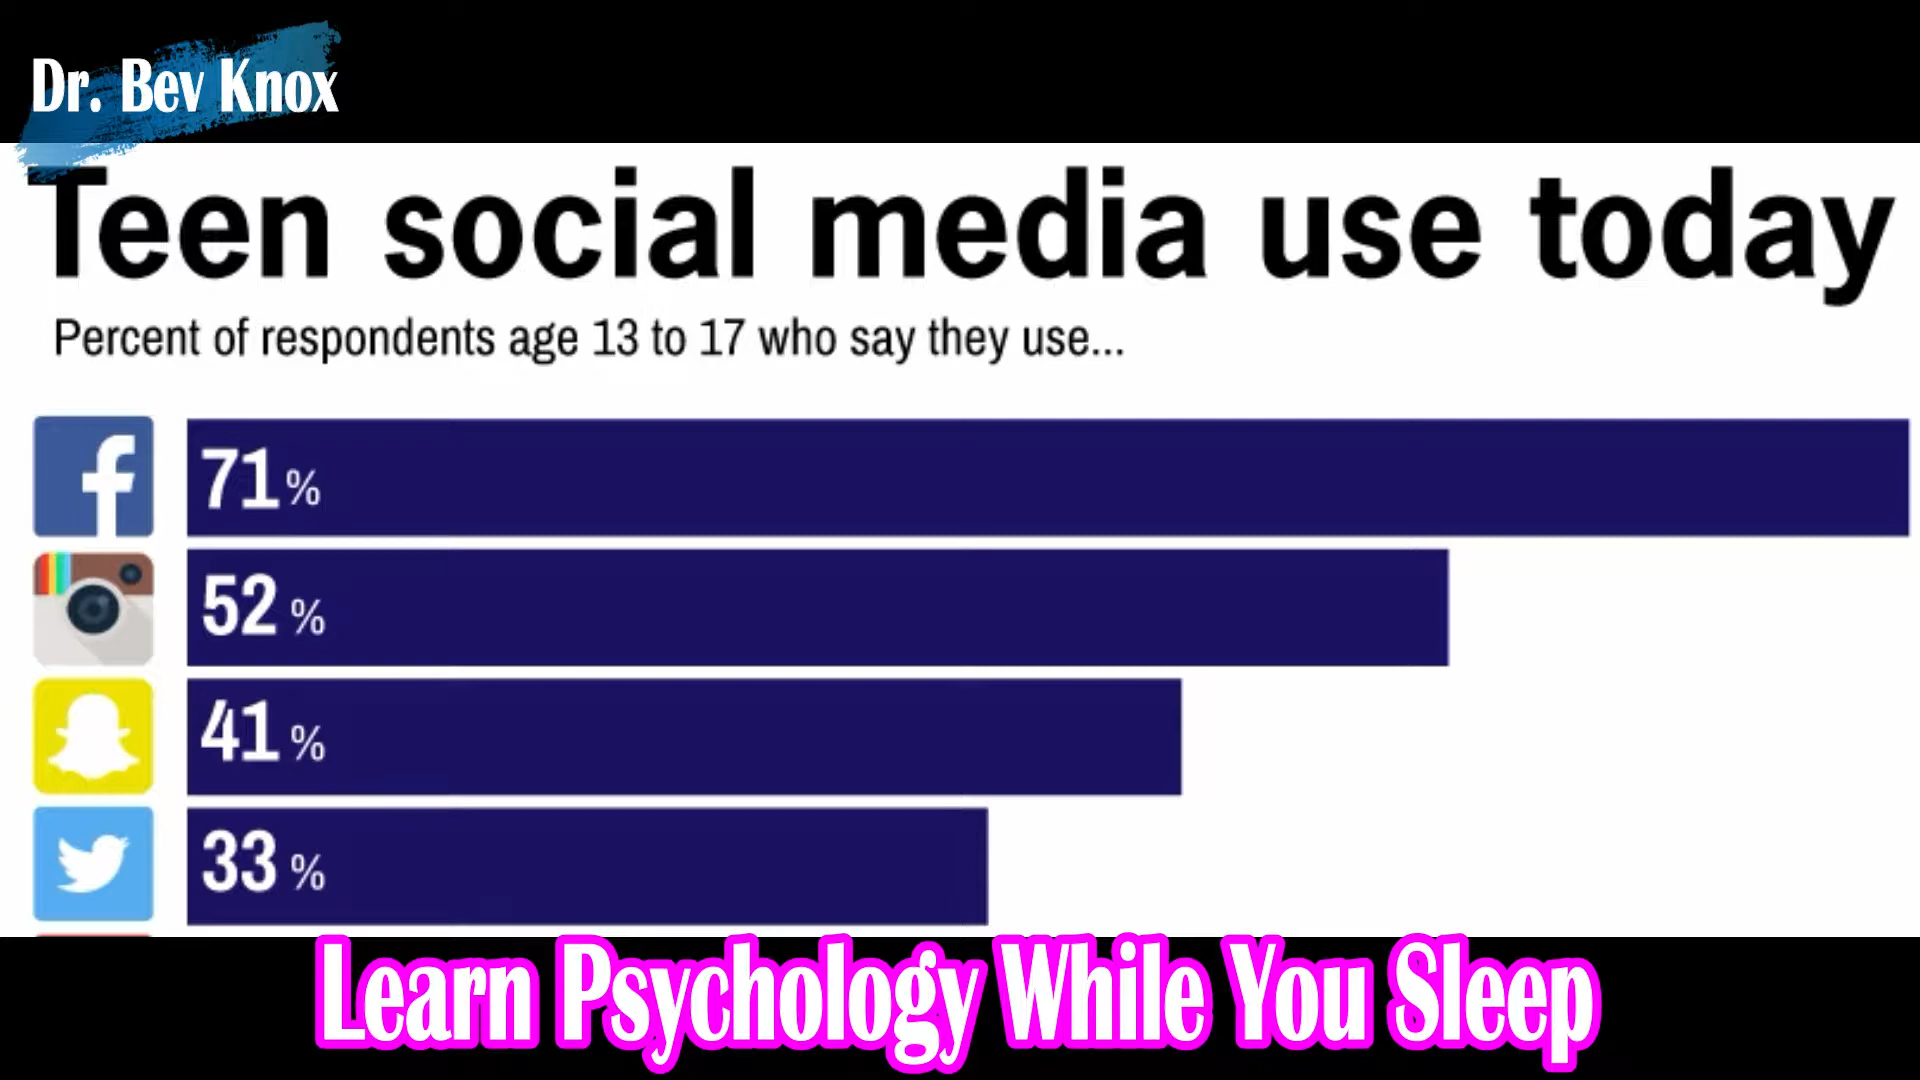 Dr. Bev Knox
Teen social media use today
Percent of respondents age 13 to 17 who say they use...
71%
52 %
41 %
33 %
Learn Psychology While You Sleep